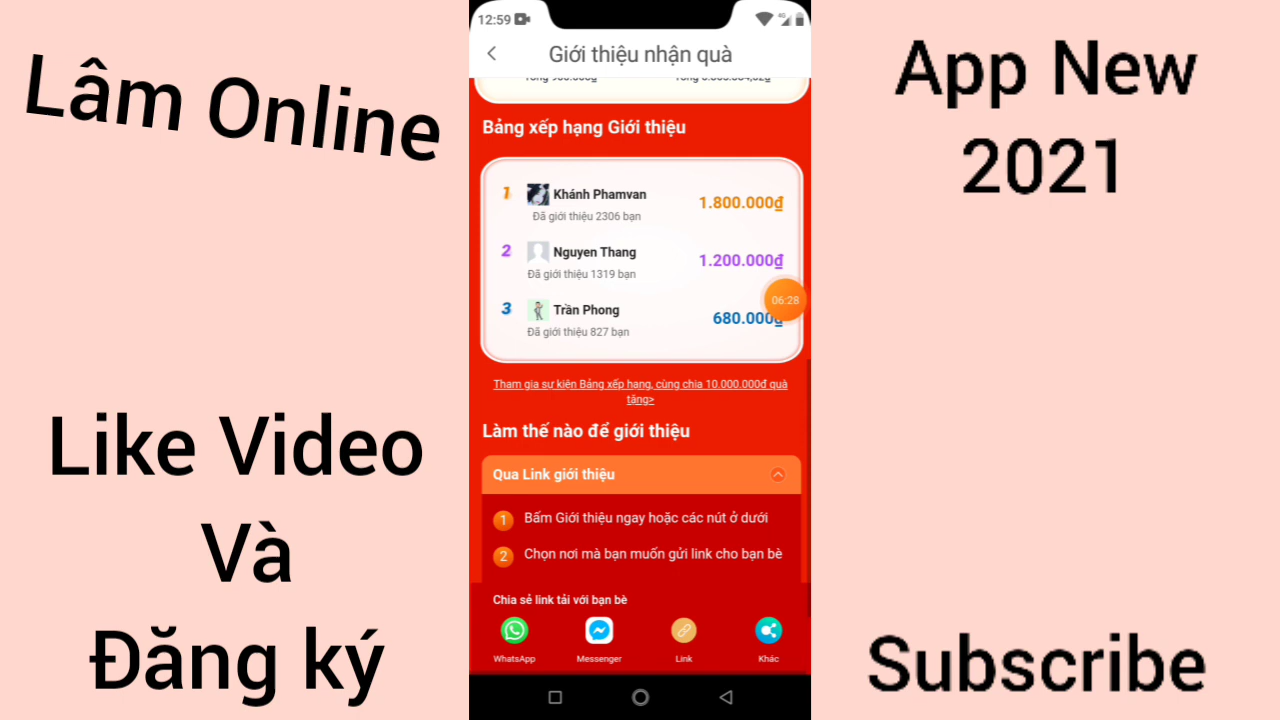 Lâm Online
Like Video
Và
Đăng ký
12:59
Giới thiệu nhận quà
Bảng xếp hạng Giới thiệu
1 Khánh Phamvan 1.800.000₫
Đã giới thiệu 2306 bạn
2 Nguyen Thang 1.200.000₫
Đã giới thiệu 1319 bạn
06:28
3 Trần Phong 680.000₫
Đã giới thiệu 827 bạn
Tham gia sự kiện Bảng xếp hạng, cùng chia 10.000.000đ quà
tặng>
Làm thế nào để giới thiệu
Qua Link giới thiệu
1 Bấm Giới thiệu ngay hoặc các nút ở dưới
2 Chọn nơi mà bạn muốn gửi link cho bạn bè
Chia sẻ link tải với bạn bè
WhatsApp Messenger Link Khác
App New
2021
Subscribe